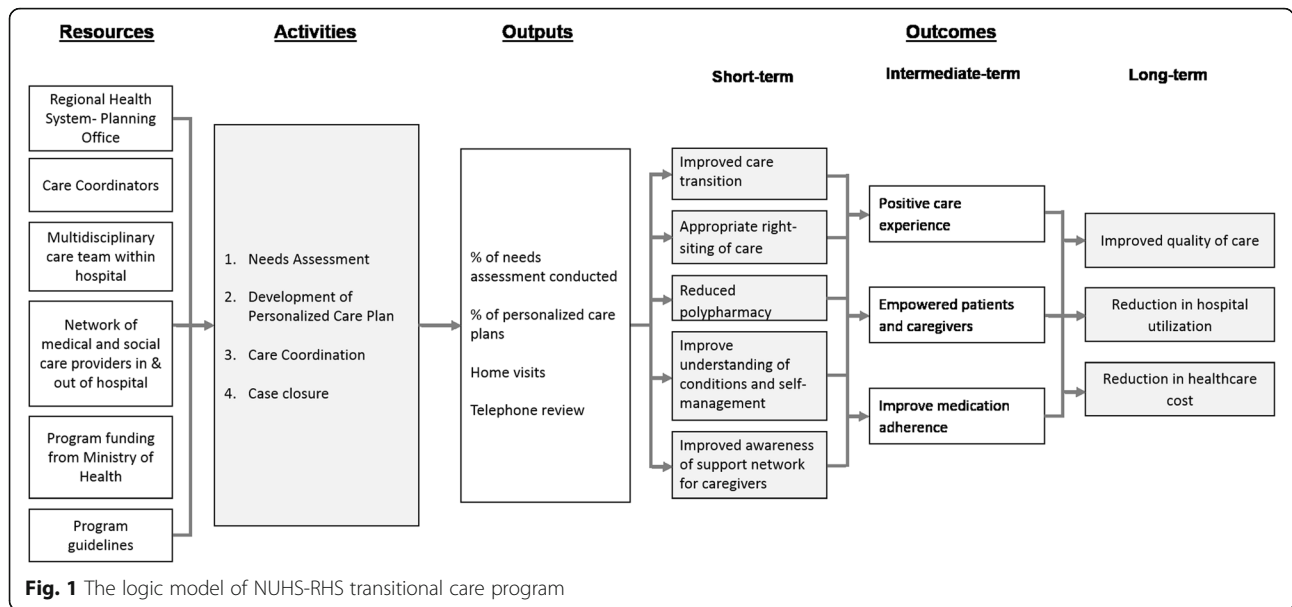 Resources
Activities
Outputs
Outcomes
Short-term
Intermediate-term
Long-term
Regional Health
System- Planning
Office
Care Coordinators
Multidisciplinary
care team within
hospital
Network of
medical and social
care providers in &
out of hospital
Program funding
from Ministry of
Health
Program
guidelines
1. Needs Assessment
2. Development of
Personalized Care Plan
3. Care Coordination
4. Case closure
% of needs
assessment conducted
% of personalized care
plans
Home visits
Telephone review
Improved care
transition
Appropriate right-
siting of care
Reduced
polypharmacy
Improve
understanding of
conditions and self-
management
Improved awareness
of support network
for caregivers
Positive care
experience
Empowered patients
and caregivers
Improve medication
adherence
Improved quality of care
Reduction in hospital
utilization
Reduction in healthcare
cost
Fig. 1 The logic model of NUHS-RHS transitional care program